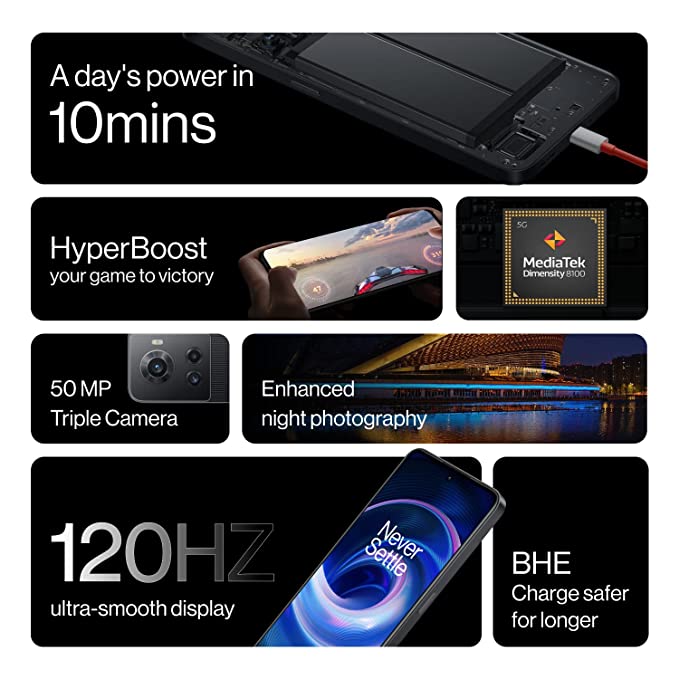 A day's power in
10mins
HyperBoost
your game to victory
47
5G
MediaTek
Dimensity 8100
50 MP
Triple Camera
Enhanced
night photography
120HZ
ultra-smooth display
Never
Settle
BHE
Charge safer
for longer